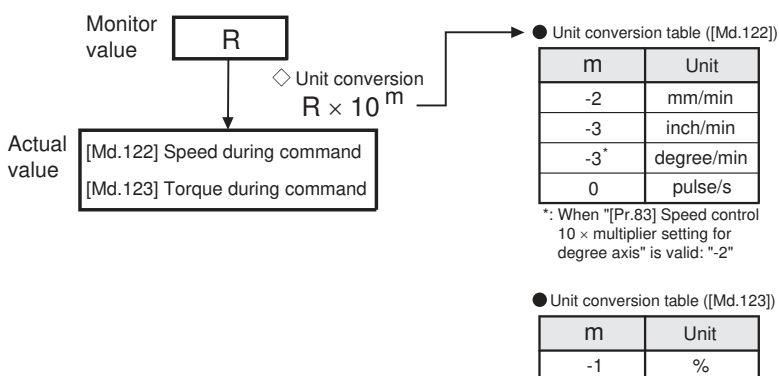 Monitor value
R
◇ Unit conversion
R × 10^m
Actual value
[Md.122] Speed during command
[Md.123] Torque during command
● Unit conversion table ([Md.122])
m Unit
-2 mm/min
-3 inch/min
-3* degree/min
0 pulse/s
*: When "[Pr.83] Speed control
10 × multiplier setting for
degree axis" is valid: "-2"
● Unit conversion table ([Md.123])
m Unit
-1 %